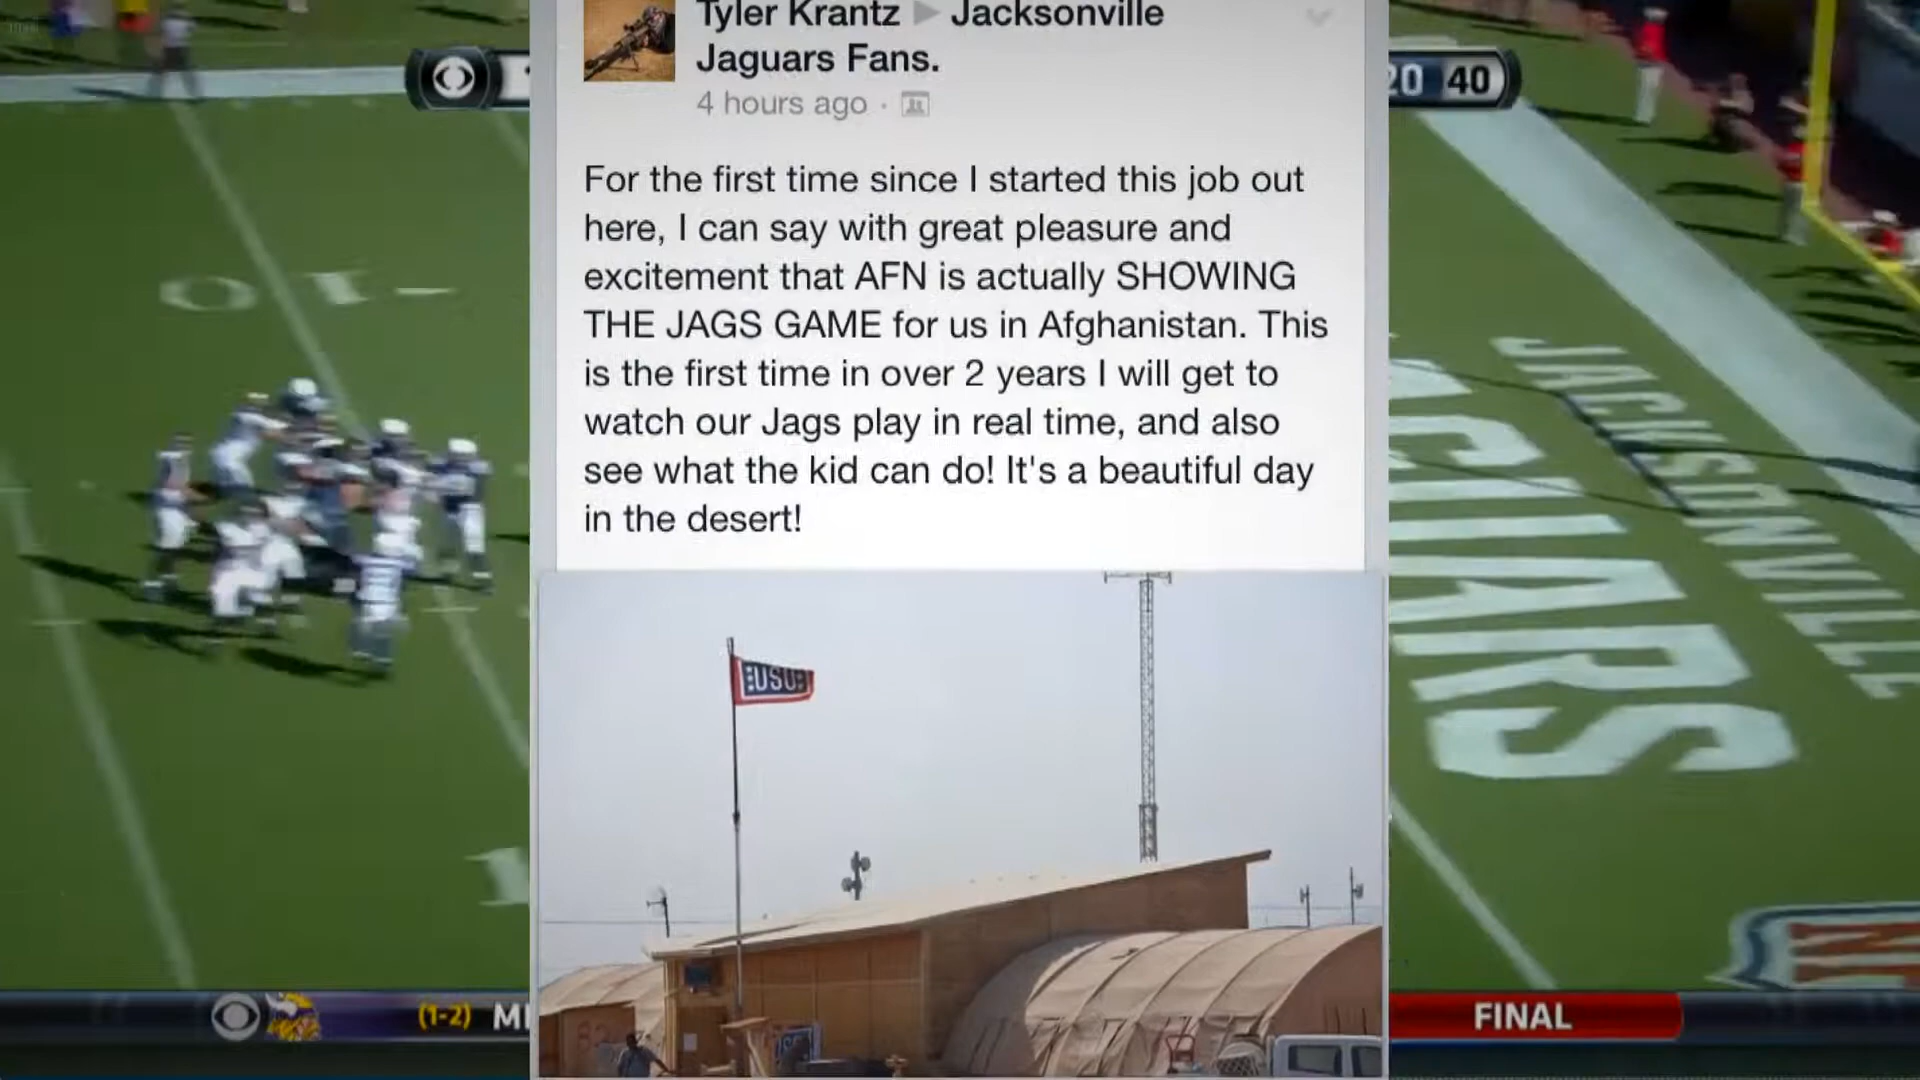 Tyler Krantz ▶ Jacksonville
Jaguars Fans.
4 hours ago ·
20 40
For the first time since I started this job out
here, I can say with great pleasure and
excitement that AFN is actually SHOWING
THE JAGS GAME for us in Afghanistan. This
is the first time in over 2 years I will get to
watch our Jags play in real time, and also
see what the kid can do! It's a beautiful day
in the desert!
1 0
JACKSONVILLE
JAGUARS
USO
1
(1-2) MI
FINAL